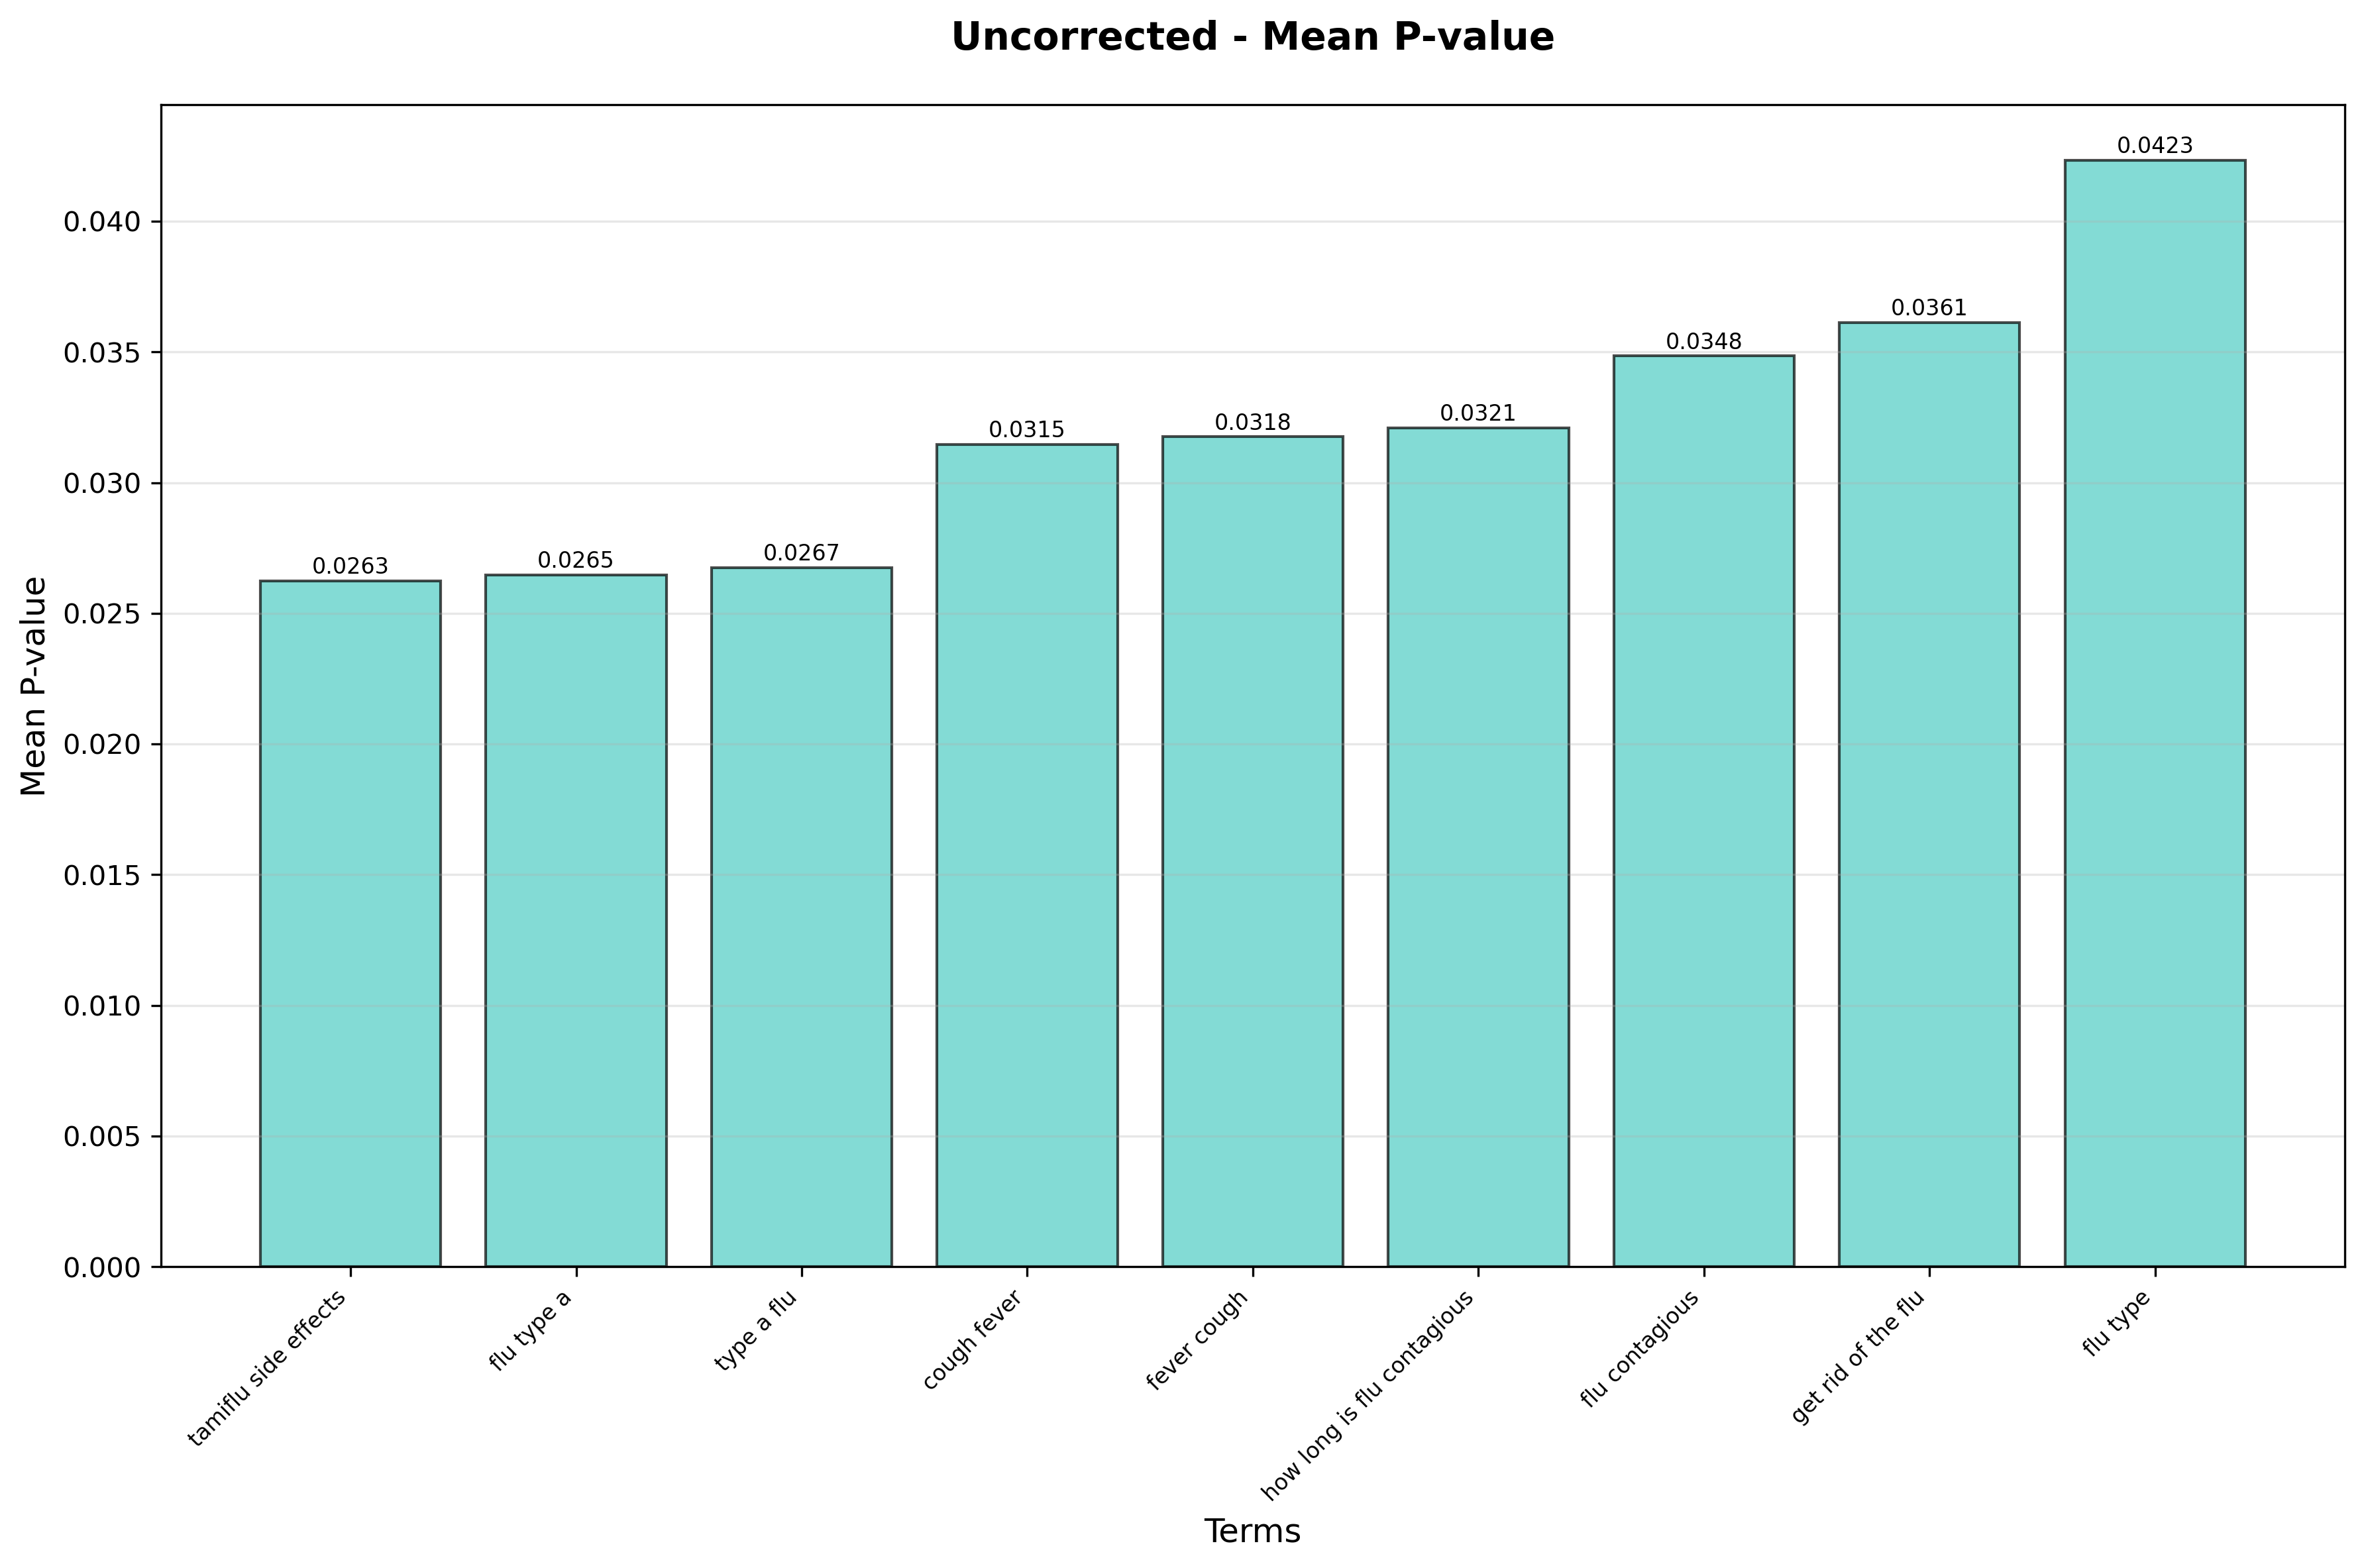 Uncorrected - Mean P-value
Mean P-value
0.040
0.035
0.030
0.025
0.020
0.015
0.010
0.005
0.000
0.0263
0.0265
0.0267
0.0315
0.0318
0.0321
0.0348
0.0361
0.0423
tamiflu side effects
flu type a
type a flu
cough fever
fever cough
how long is flu contagious
flu contagious
get rid of the flu
flu type
Terms